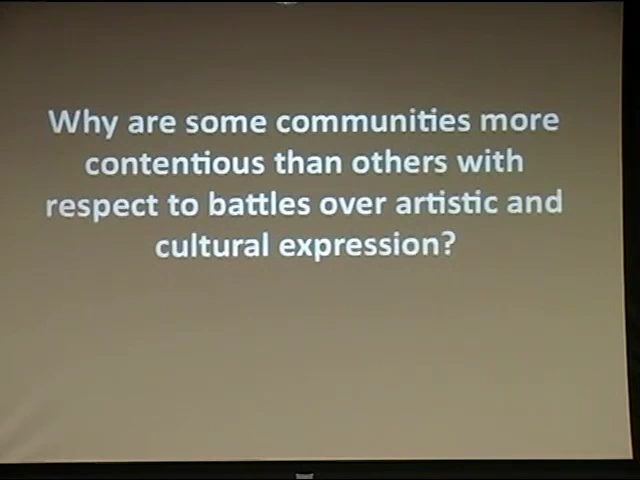 Why are some communities more
contentious than others with
respect to battles over artistic and
cultural expression?